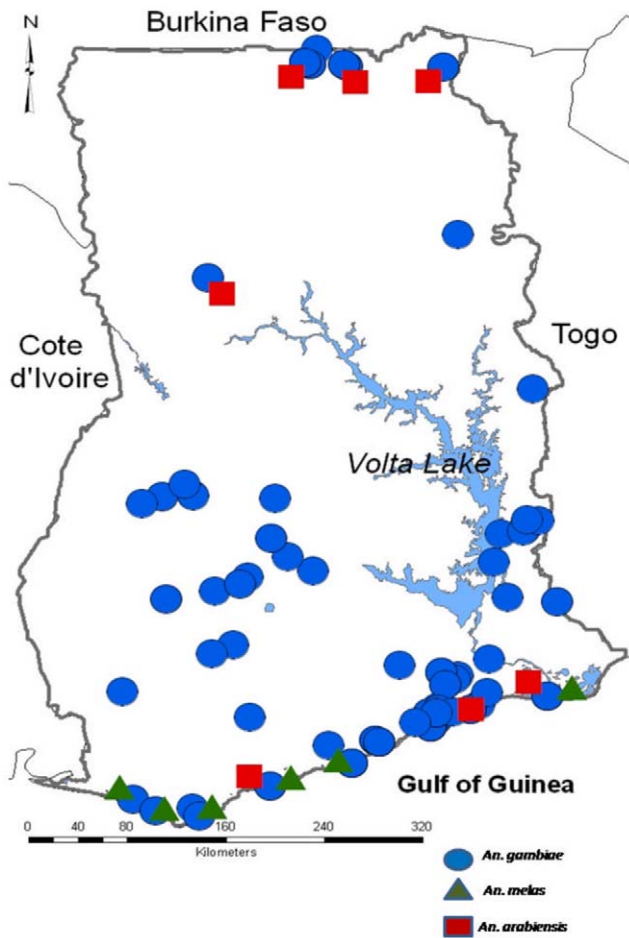 Burkina Faso
N
Togo
Cote
d'Ivoire
Volta Lake
Gulf of Guinea
0 40 80 160 240 320
Kilometers
An. gambiae
An. melas
An. arabiensis